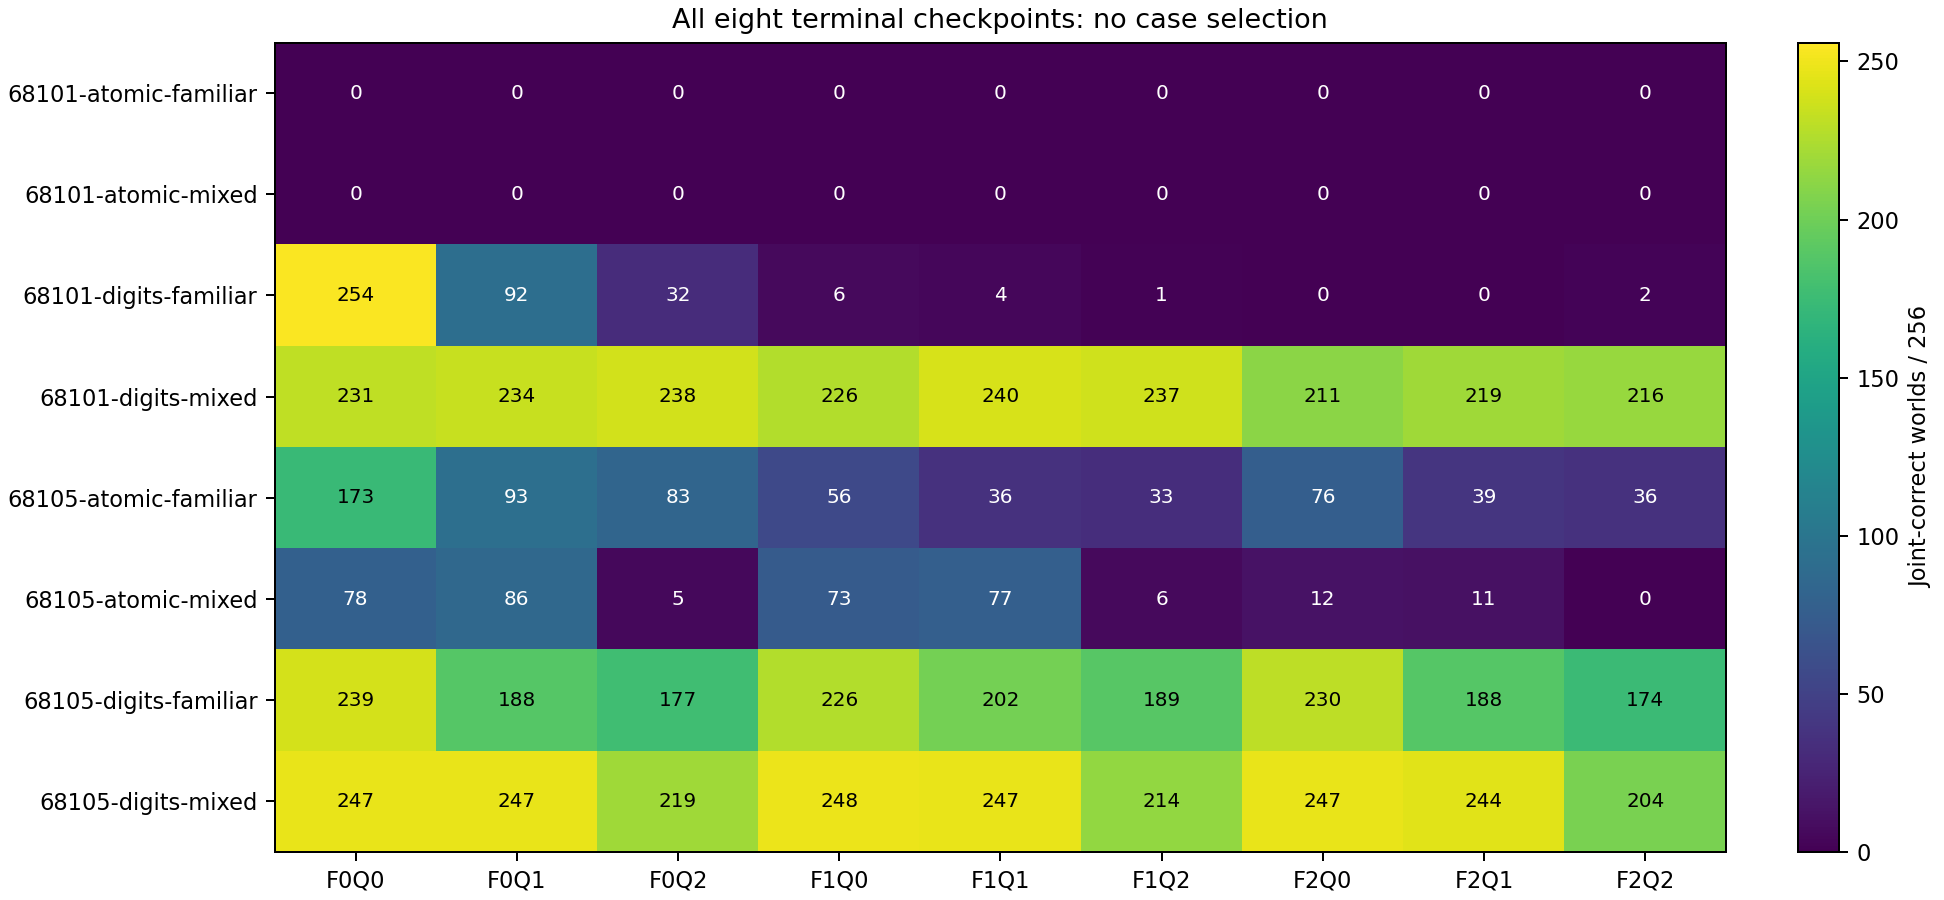 All eight terminal checkpoints: no case selection
68101-atomic-familiar 0 0 0 0 0 0 0 0 0
68101-atomic-mixed 0 0 0 0 0 0 0 0 0
68101-digits-familiar 254 92 32 6 4 1 0 0 2
68101-digits-mixed 231 234 238 226 240 237 211 219 216
68105-atomic-familiar 173 93 83 56 36 33 76 39 36
68105-atomic-mixed 78 86 5 73 77 6 12 11 0
68105-digits-familiar 239 188 177 226 202 189 230 188 174
68105-digits-mixed 247 247 219 248 247 214 247 244 204
F0Q0 F0Q1 F0Q2 F1Q0 F1Q1 F1Q2 F2Q0 F2Q1 F2Q2
250
200
150
100
50
0
Joint-correct worlds / 256